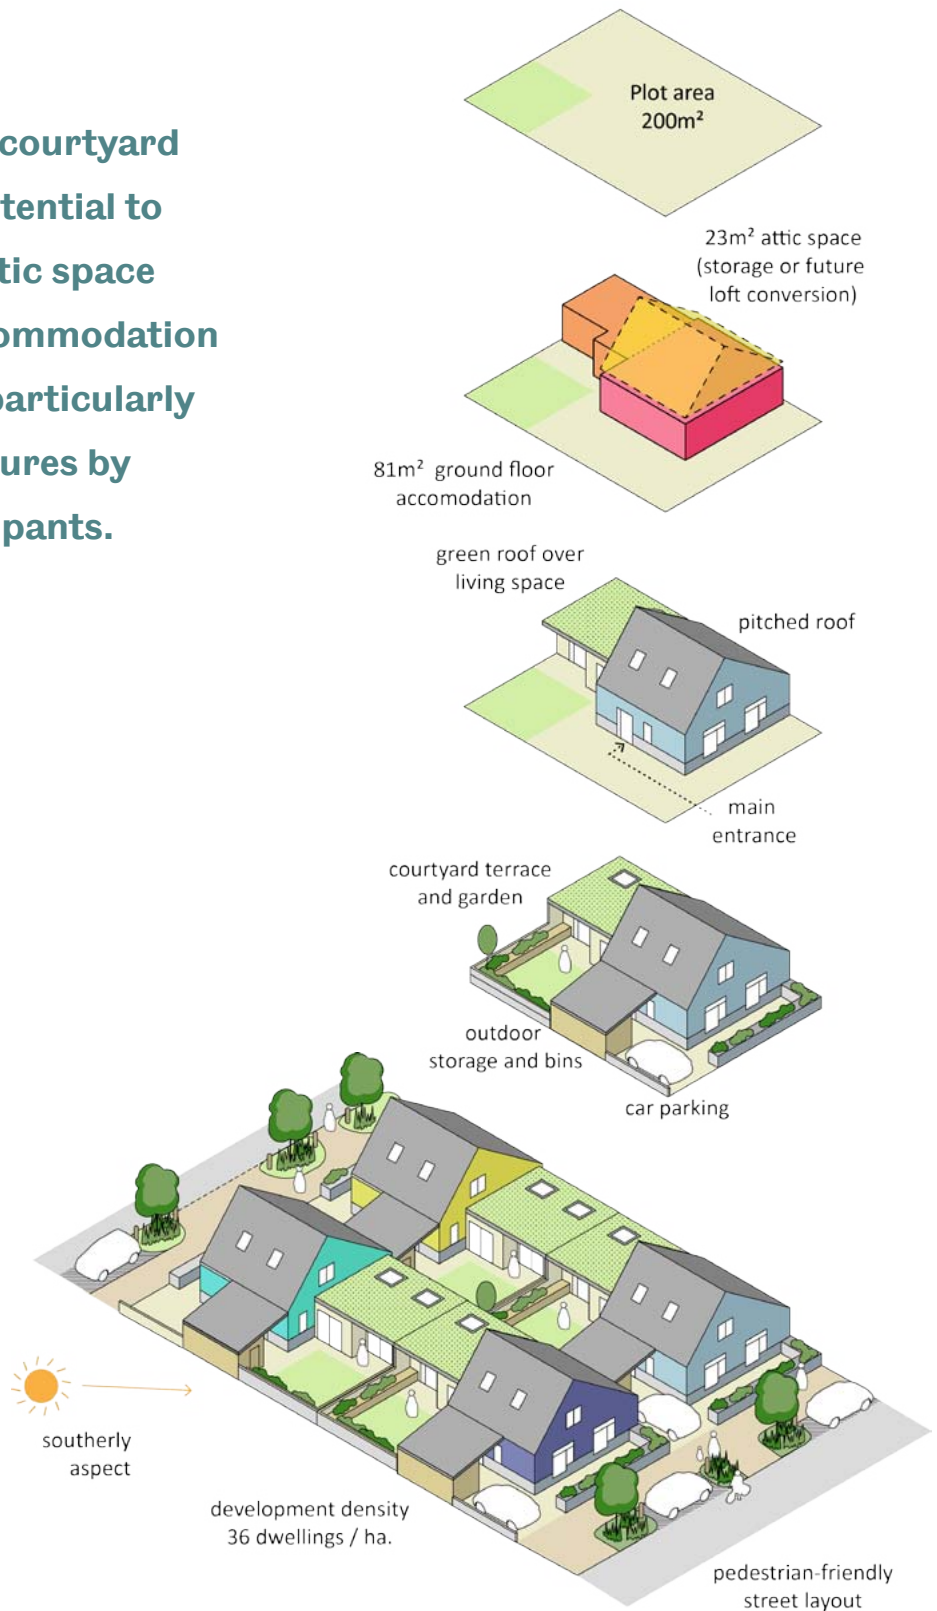 courtyard
tential to
tic space
ommodation
particularly
ures by
pants.
Plot area
200m²
23m² attic space
(storage or future
loft conversion)
81m² ground floor
accomodation
green roof over
living space
pitched roof
main
entrance
courtyard terrace
and garden
outdoor
storage and bins
car parking
southerly
aspect
development density
36 dwellings / ha.
pedestrian-friendly
street layout